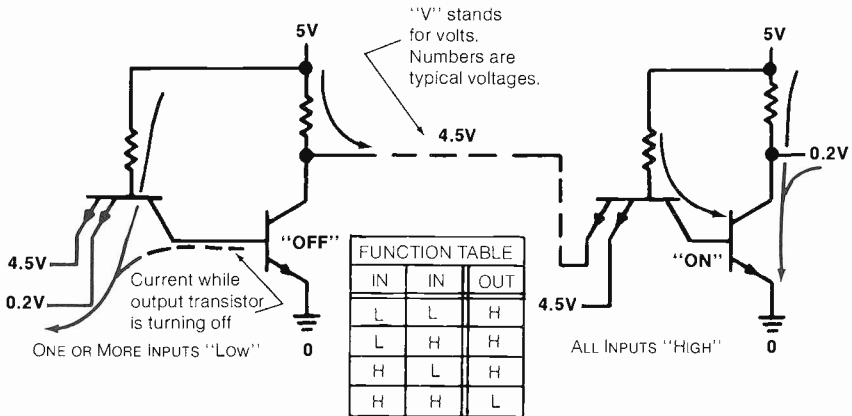 "V" stands
for volts.
Numbers are
typical voltages.
5V
5V
4.5V
0.2V
"OFF"
"ON"
4.5V
0.2V
Current while
output transistor
is turning off
4.5V
ONE OR MORE INPUTS "LOW"
0
ALL INPUTS "HIGH"
0
FUNCTION TABLE
IN IN OUT
L L H
L H H
H L H
H H L